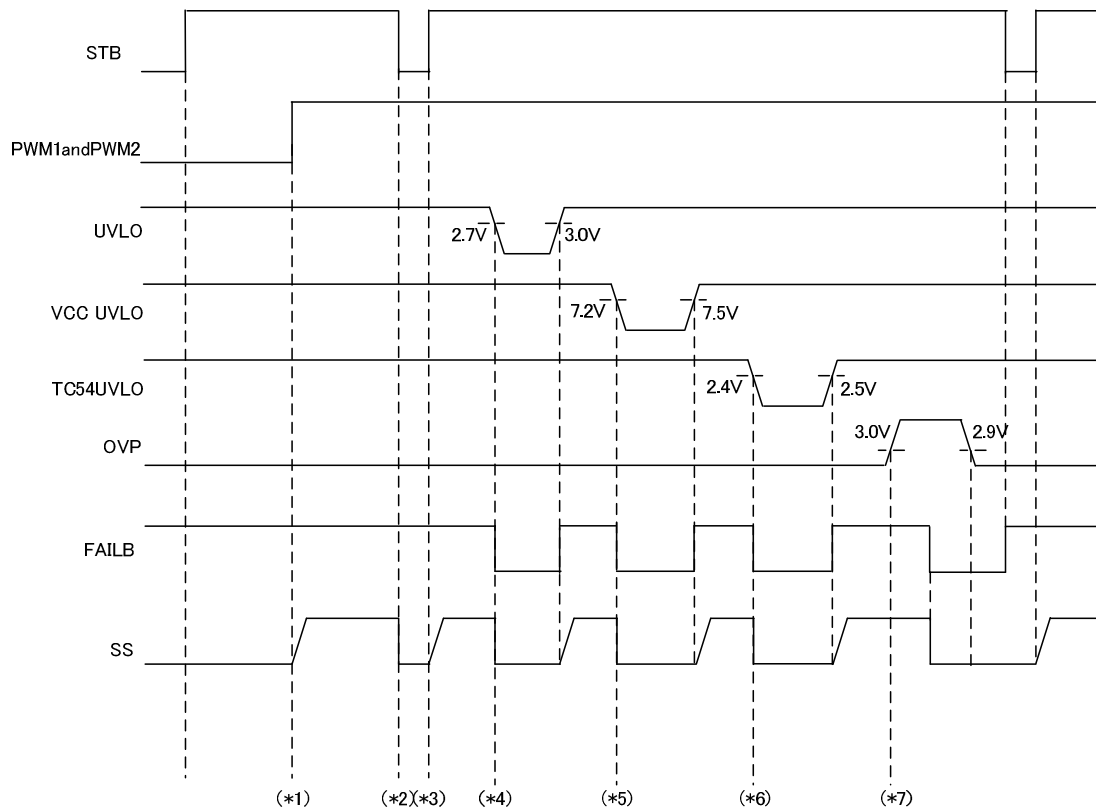 STB
PWM1andPWM2
UVLO
2.7V 3.0V
VCC UVLO
7.2V 7.5V
TC54UVLO
2.4V 2.5V
OVP
3.0V 2.9V
FAILB
SS
(*1) (*2)(*3) (*4) (*5) (*6) (*7)